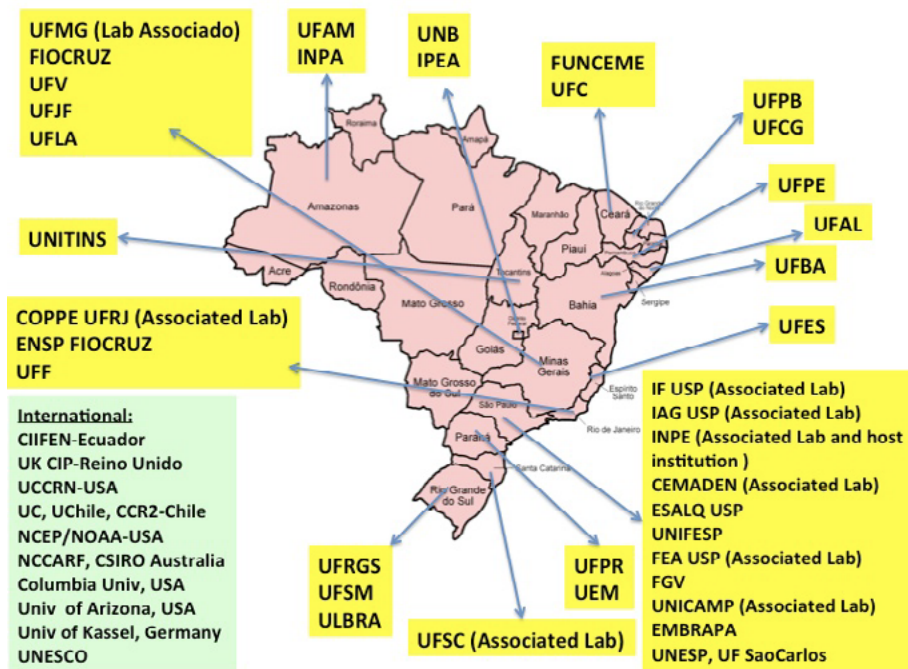 UFMG (Lab Associado)
FIOCRUZ
UFV
UFJF
UFLA
UFAM
INPA
UNB
IPEA
FUNCEME
UFC
UFPB
UFCG
UFPE
UFAL
UFBA
UFES
UNITINS
COPPE UFRJ (Associated Lab)
ENSP FIOCRUZ
UFF
Roraima
Amapá
Amazonas
Pará
Maranhão
Ceará
Piauí
Acre
Rondônia
Tocantins
Mato Grosso
Bahia
Alagoas
Sergipe
Goiás
Minas
Gerais
Mato Grosso
do Sul
Espírito
Santo
São Paulo
Rio de Janeiro
Paraná
Santa Catarina
Rio Grande
do Sul
International:
CIIFEN-Ecuador
UK CIP-Reino Unido
UCCRN-USA
UC, UChile, CCR2-Chile
NCEP/NOAA-USA
NCCARF, CSIRO Australia
Columbia Univ, USA
Univ of Arizona, USA
Univ of Kassel, Germany
UNESCO
UFRGS
UFSM
ULBRA
UFSC (Associated Lab)
UFPR
UEM
IF USP (Associated Lab)
IAG USP (Associated Lab)
INPE (Associated Lab and host
institution )
CEMADEN (Associated Lab)
ESALQ USP
UNIFESP
FEA USP (Associated Lab)
FGV
UNICAMP (Associated Lab)
EMBRAPA
UNESP, UF SaoCarlos